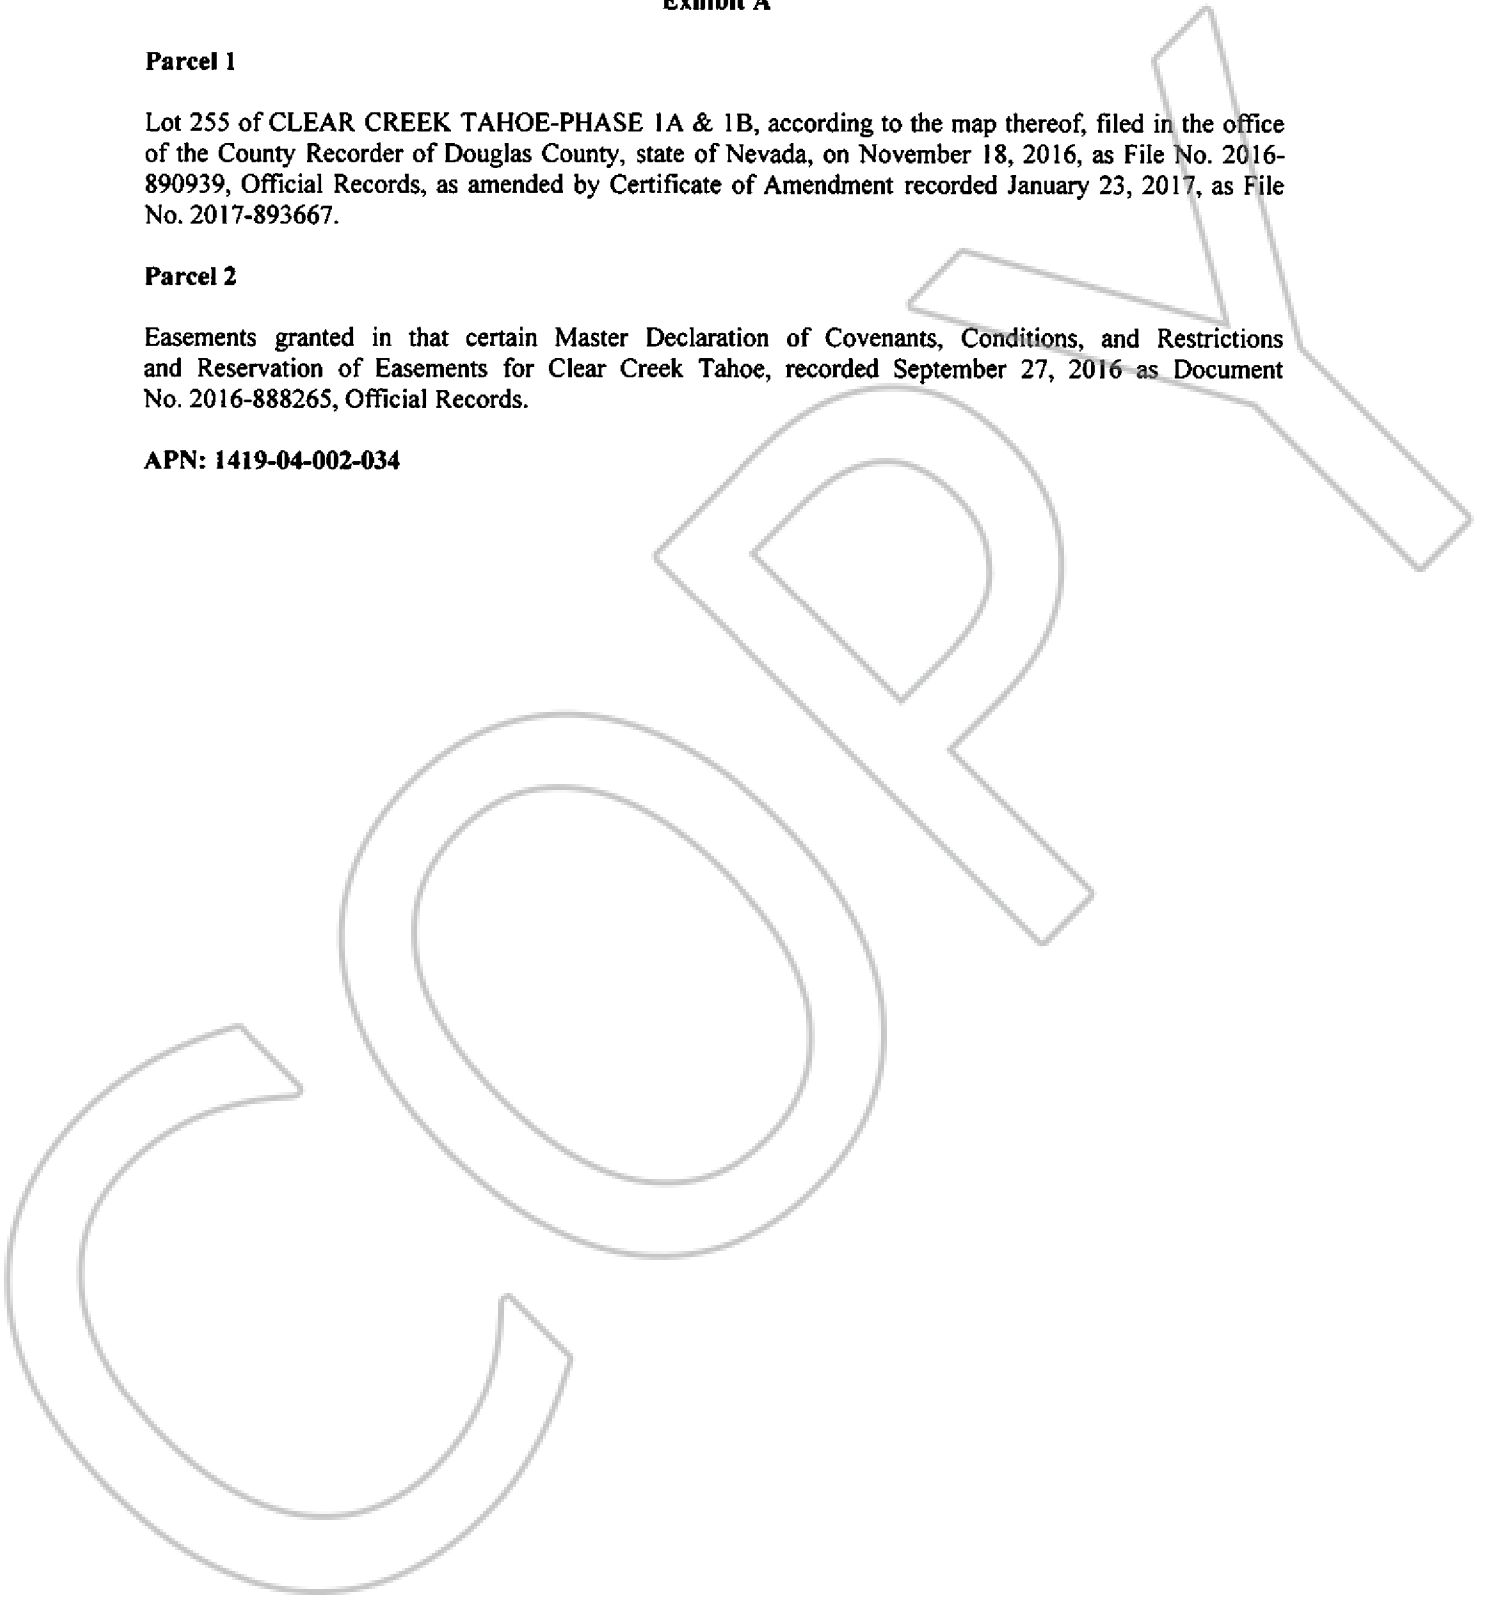 Exhibit A
Parcel 1
Lot 255 of CLEAR CREEK TAHOE-PHASE 1A & 1B, according to the map thereof, filed in the office
of the County Recorder of Douglas County, state of Nevada, on November 18, 2016, as File No. 2016-
890939, Official Records, as amended by Certificate of Amendment recorded January 23, 2017, as File
No. 2017-893667.
Parcel 2
Easements granted in that certain Master Declaration of Covenants, Conditions, and Restrictions
and Reservation of Easements for Clear Creek Tahoe, recorded September 27, 2016 as Document
No. 2016-888265, Official Records.
APN: 1419-04-002-034
COPY